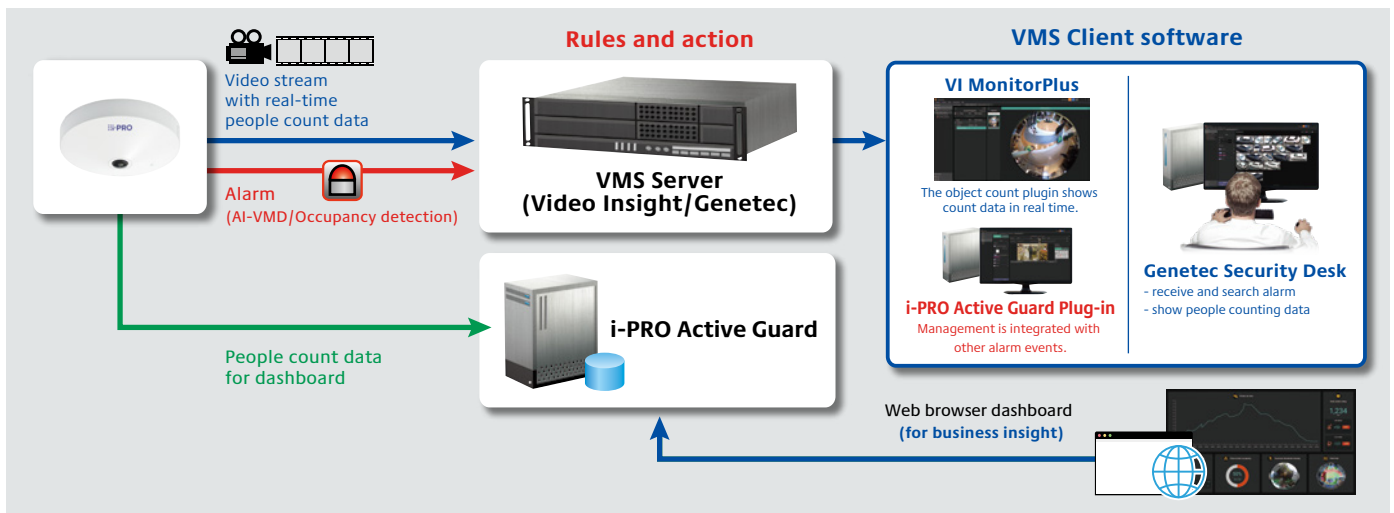 i-PRO
Video stream
with real-time
people count data
Alarm
(AI-VMD/Occupancy detection)
People count data
for dashboard
Rules and action
VMS Server
(Video Insight/Genetec)
i-PRO Active Guard
VMS Client software
VI MonitorPlus
The object count plugin shows
count data in real time.
i-PRO Active Guard Plug-in
Management is integrated with
other alarm events.
Genetec Security Desk
- receive and search alarm
- show people counting data
Web browser dashboard
(for business insight)
1,234